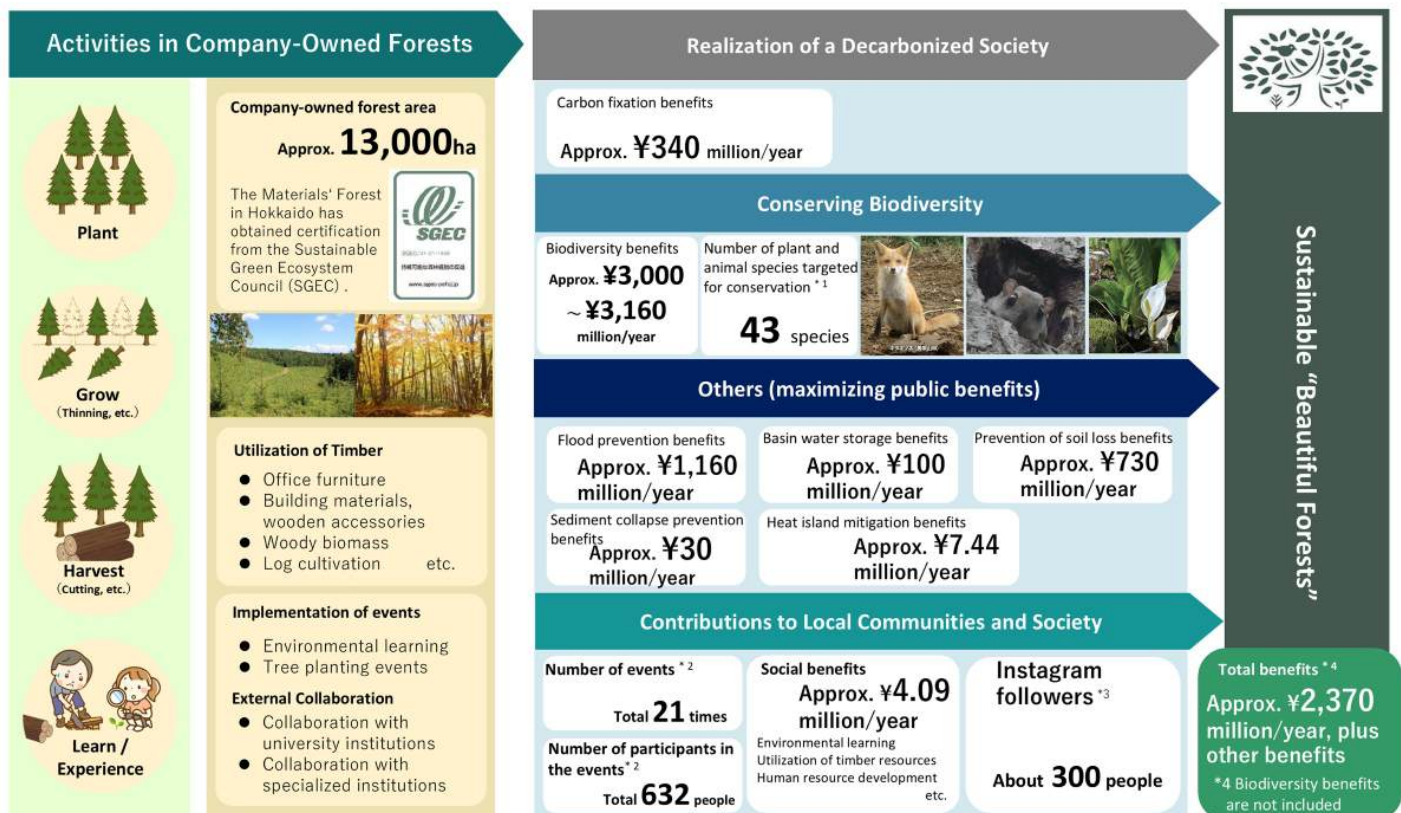 Activities in Company-Owned Forests
Plant
Grow
(Thinning, etc.)
Harvest
(Cutting, etc.)
Learn /
Experience
Company-owned forest area
Approx. 13,000ha
The Materials' Forest
in Hokkaido has
obtained certification
from the Sustainable
Green Ecosystem
Council (SGEC) .
SGEC
Utilization of Timber
● Office furniture
● Building materials,
wooden accessories
● Woody biomass
● Log cultivation etc.
Implementation of events
● Environmental learning
● Tree planting events
External Collaboration
● Collaboration with
university institutions
● Collaboration with
specialized institutions
Realization of a Decarbonized Society
Carbon fixation benefits
Approx. ¥340 million/year
Conserving Biodiversity
Biodiversity benefits
Approx. ¥3,000
~ ¥3,160
million/year
Number of plant and
animal species targeted
for conservation *1
43 species
Others (maximizing public benefits)
Flood prevention benefits
Approx. ¥1,160
million/year
Basin water storage benefits
Approx. ¥100
million/year
Prevention of soil loss benefits
Approx. ¥730
million/year
Sediment collapse prevention
benefits
Approx. ¥30
million/year
Heat island mitigation benefits
Approx. ¥7.44
million/year
Contributions to Local Communities and Society
Number of events *2
Total 21 times
Number of participants in
the events*2
Total 632 people
Social benefits
Approx. ¥4.09
million/year
Environmental learning
Utilization of timber resources
Human resource development
etc.
Instagram
followers *3
About 300 people
Sustainable “Beautiful Forests”
Total benefits *4
Approx. ¥2,370
million/year, plus
other benefits
*4 Biodiversity benefits
are not included